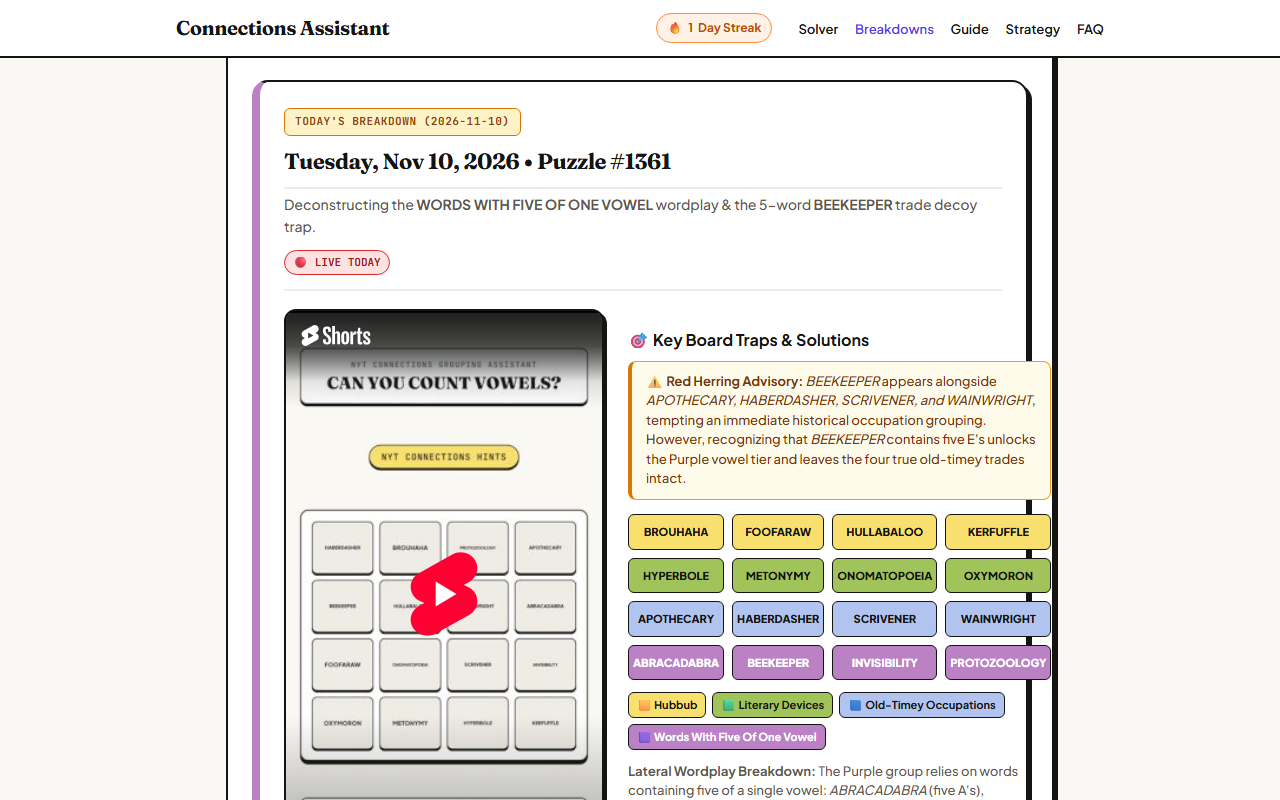 Connections Assistant
🔥 1 Day Streak
Solver Breakdowns Guide Strategy FAQ
TODAY'S BREAKDOWN (2026-11-10)
Tuesday, Nov 10, 2026 • Puzzle #1361
Deconstructing the WORDS WITH FIVE OF ONE VOWEL wordplay & the 5-word BEEKEEPER trade decoy
trap.
LIVE TODAY
Shorts
NYT CONNECTIONS GROUPING ASSISTANT
CAN YOU COUNT VOWELS?
NYT CONNECTIONS HINTS
HABERDASHER BROUHAHA PROTOZOOLOGY APOTHECARY
BEEKEEPER ABRACADABRA
FOOFARAW ONOMATOPOEIA SCRIVENER INVISIBILITY
OXYMORON METONYMY HYPERBOLE KERFUFFLE
🎯 Key Board Traps & Solutions
⚠️ Red Herring Advisory: BEEKEEPER appears alongside
APOTHECARY, HABERDASHER, SCRIVENER, and WAINWRIGHT,
tempting an immediate historical occupation grouping.
However, recognizing that BEEKEEPER contains five E's unlocks
the Purple vowel tier and leaves the four true old-timey trades
intact.
BROUHAHA FOOFARAW HULLABALOO KERFUFFLE
HYPERBOLE METONYMY ONOMATOPOEIA OXYMORON
APOTHECARY HABERDASHER SCRIVENER WAINWRIGHT
ABRACADABRA BEEKEEPER INVISIBILITY PROTOZOOLOGY
Hubbub Literary Devices Old-Timey Occupations
Words With Five Of One Vowel
Lateral Wordplay Breakdown: The Purple group relies on words
containing five of a single vowel: ABRACADABRA (five A's),